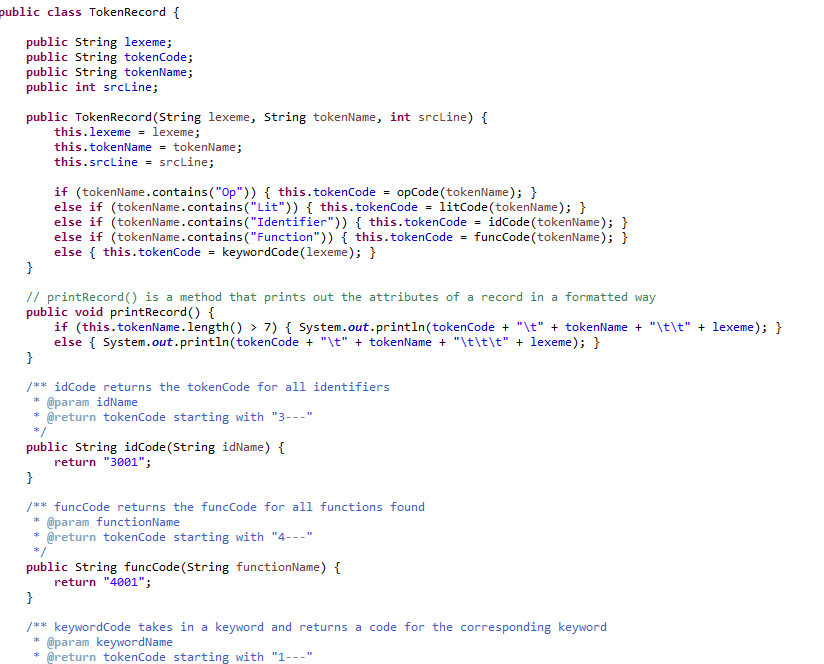 public class TokenRecord {
public String lexeme;
public String tokenCode;
public String tokenName;
public int srcLine;
public TokenRecord(String lexeme, String tokenName, int srcLine) {
this.lexeme = lexeme;
this.tokenName = tokenName;
this.srcLine = srcLine;
if (tokenName.contains("Op")) { this.tokenCode = opCode(tokenName); }
else if (tokenName.contains("Lit")) { this.tokenCode = litCode(tokenName); }
else if (tokenName.contains("Identifier")) { this.tokenCode = idCode(tokenName); }
else if (tokenName.contains("Function")) { this.tokenCode = funcCode(tokenName); }
else { this.tokenCode = keywordCode(lexeme); }
}
// printRecord() is a method that prints out the attributes of a record in a formatted way
public void printRecord() {
if (this.tokenName.length() > 7) { System.out.println(tokenCode + "\t" + tokenName + "\t\t" + lexeme); }
else { System.out.println(tokenCode + "\t" + tokenName + "\t\t\t" + lexeme); }
}
/** idCode returns the tokenCode for all identifiers
* @param idName
* @return tokenCode starting with "3---"
*/
public String idCode(String idName) {
return "3001";
}
/** funcCode returns the funcCode for all functions found
* @param functionName
* @return tokenCode starting with "4---"
*/
public String funcCode(String functionName) {
return "4001";
}
/** keywordCode takes in a keyword and returns a code for the corresponding keyword
* @param keywordName
* @return tokenCode starting with "1---"